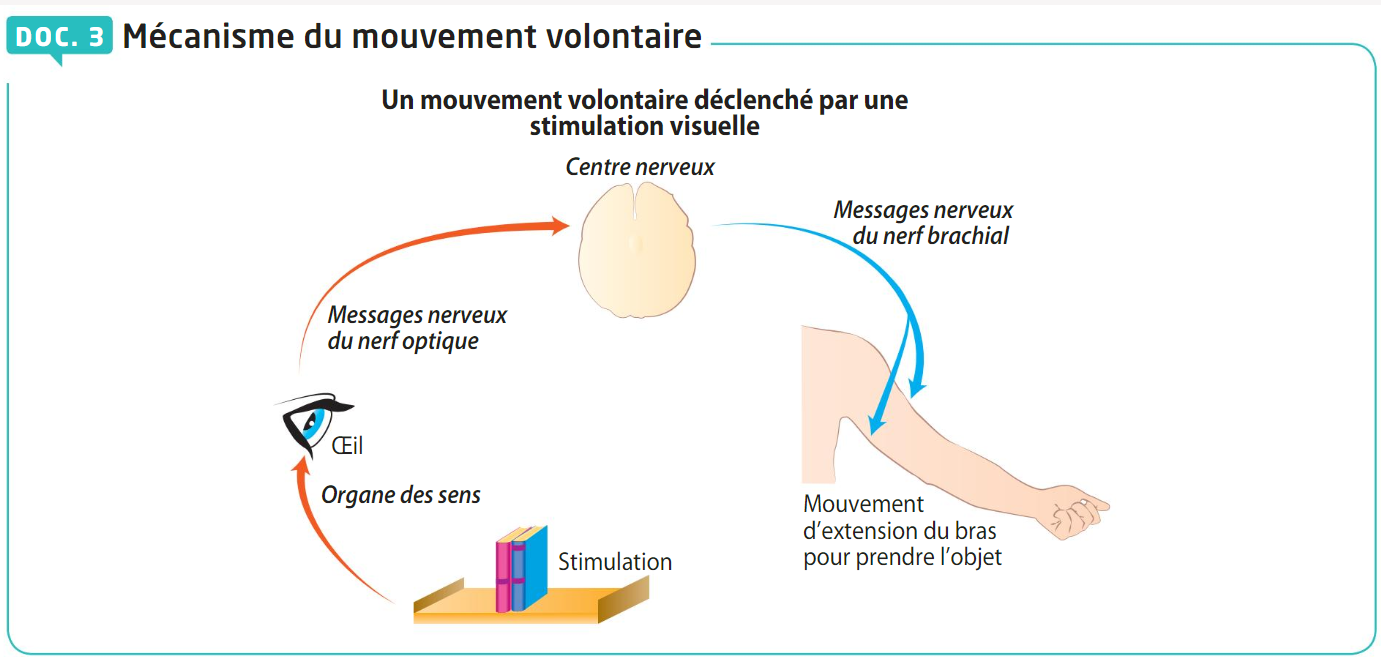 DOC. 3 Mécanisme du mouvement volontaire
Un mouvement volontaire déclenché par une
stimulation visuelle
Centre nerveux
Messages nerveux
du nerf brachial
Messages nerveux
du nerf optique
Œil
Organe des sens
Stimulation
Mouvement
d’extension du bras
pour prendre l’objet